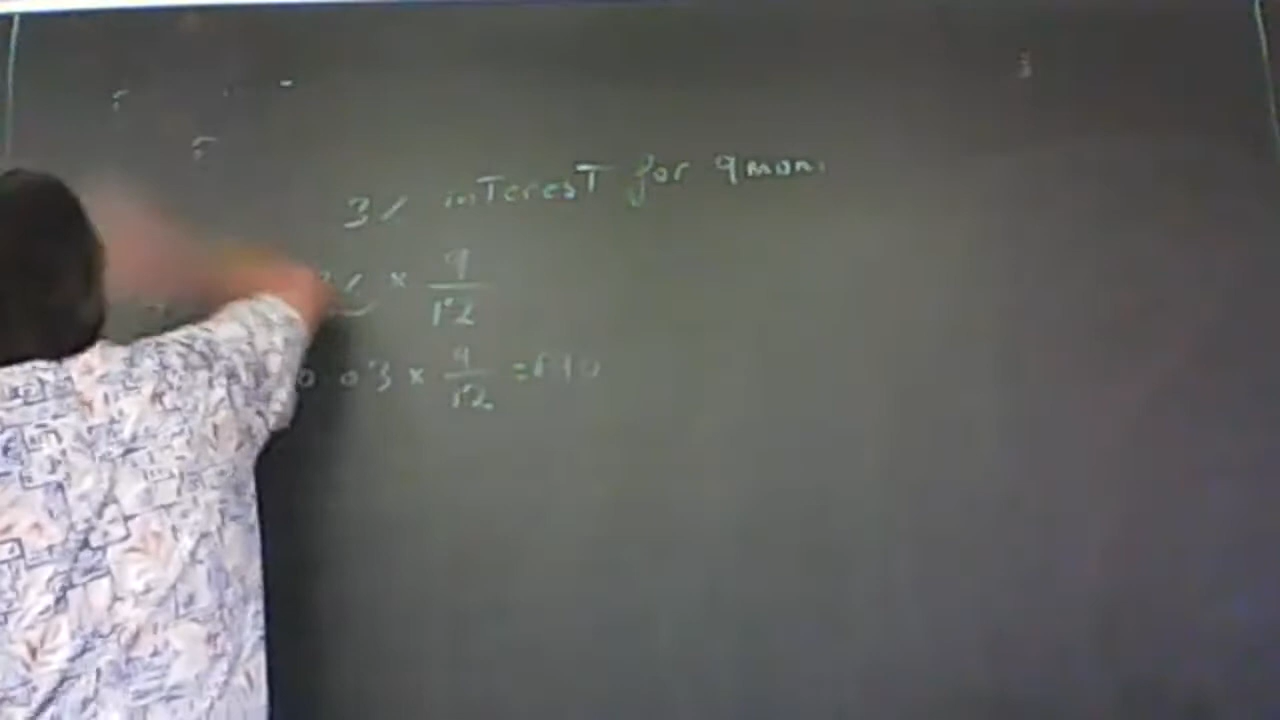 3% interest for 9 mon.
% × 9/12
0.03 × 9/12 =